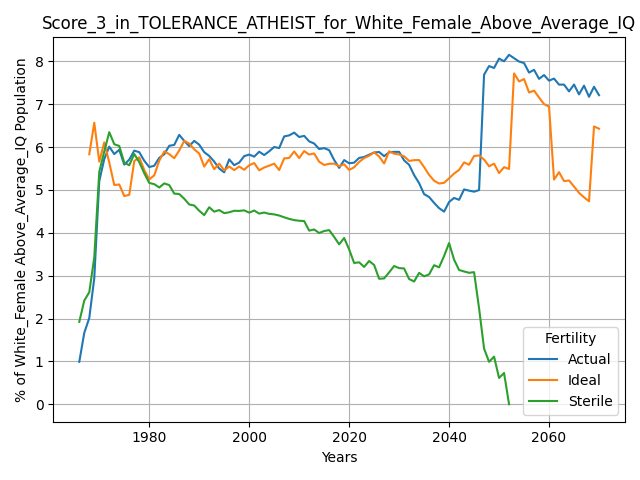 Score_3_in_TOLERANCE_ATHEIST_for_White_Female_Above_Average_IQ
% of White_Female Above_Average_IQ Population
8
7
6
5
4
3
2
1
0
1980 2000 2020 2040 2060
Years
Fertility
Actual
Ideal
Sterile